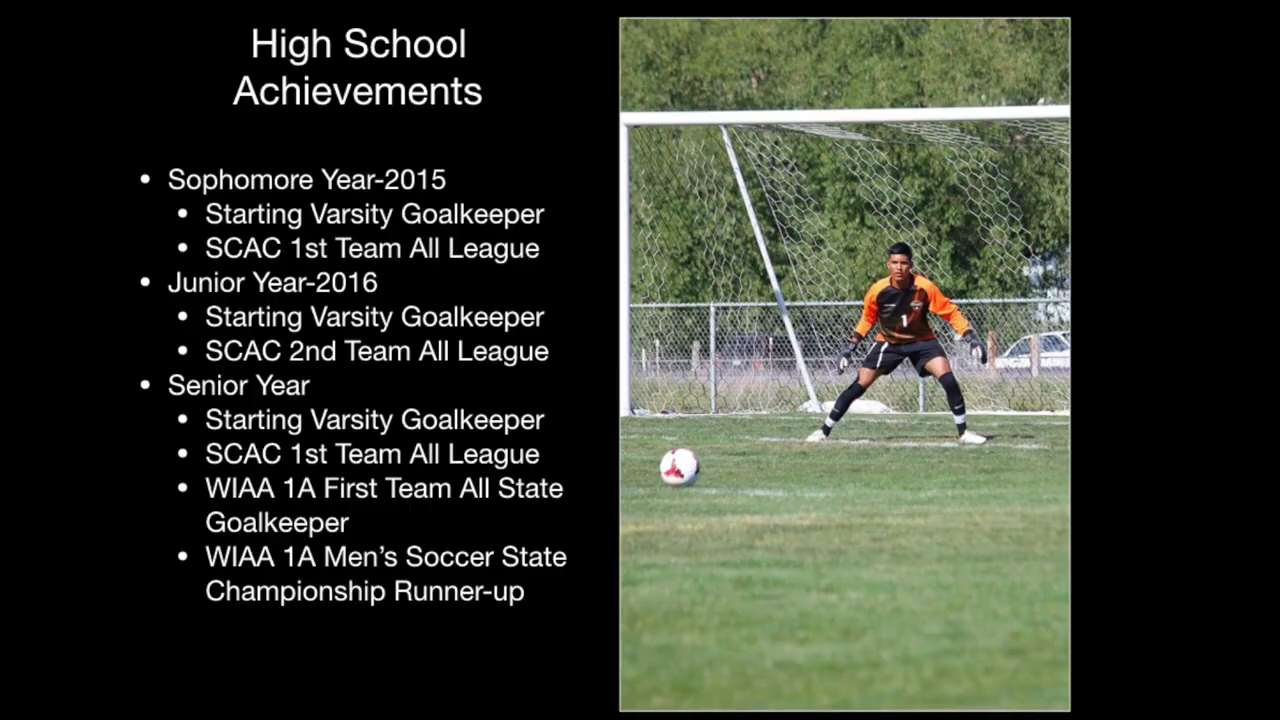 High School
Achievements
• Sophomore Year-2015
• Starting Varsity Goalkeeper
• SCAC 1st Team All League
• Junior Year-2016
• Starting Varsity Goalkeeper
• SCAC 2nd Team All League
• Senior Year
• Starting Varsity Goalkeeper
• SCAC 1st Team All League
• WIAA 1A First Team All State
Goalkeeper
• WIAA 1A Men’s Soccer State
Championship Runner-up
1